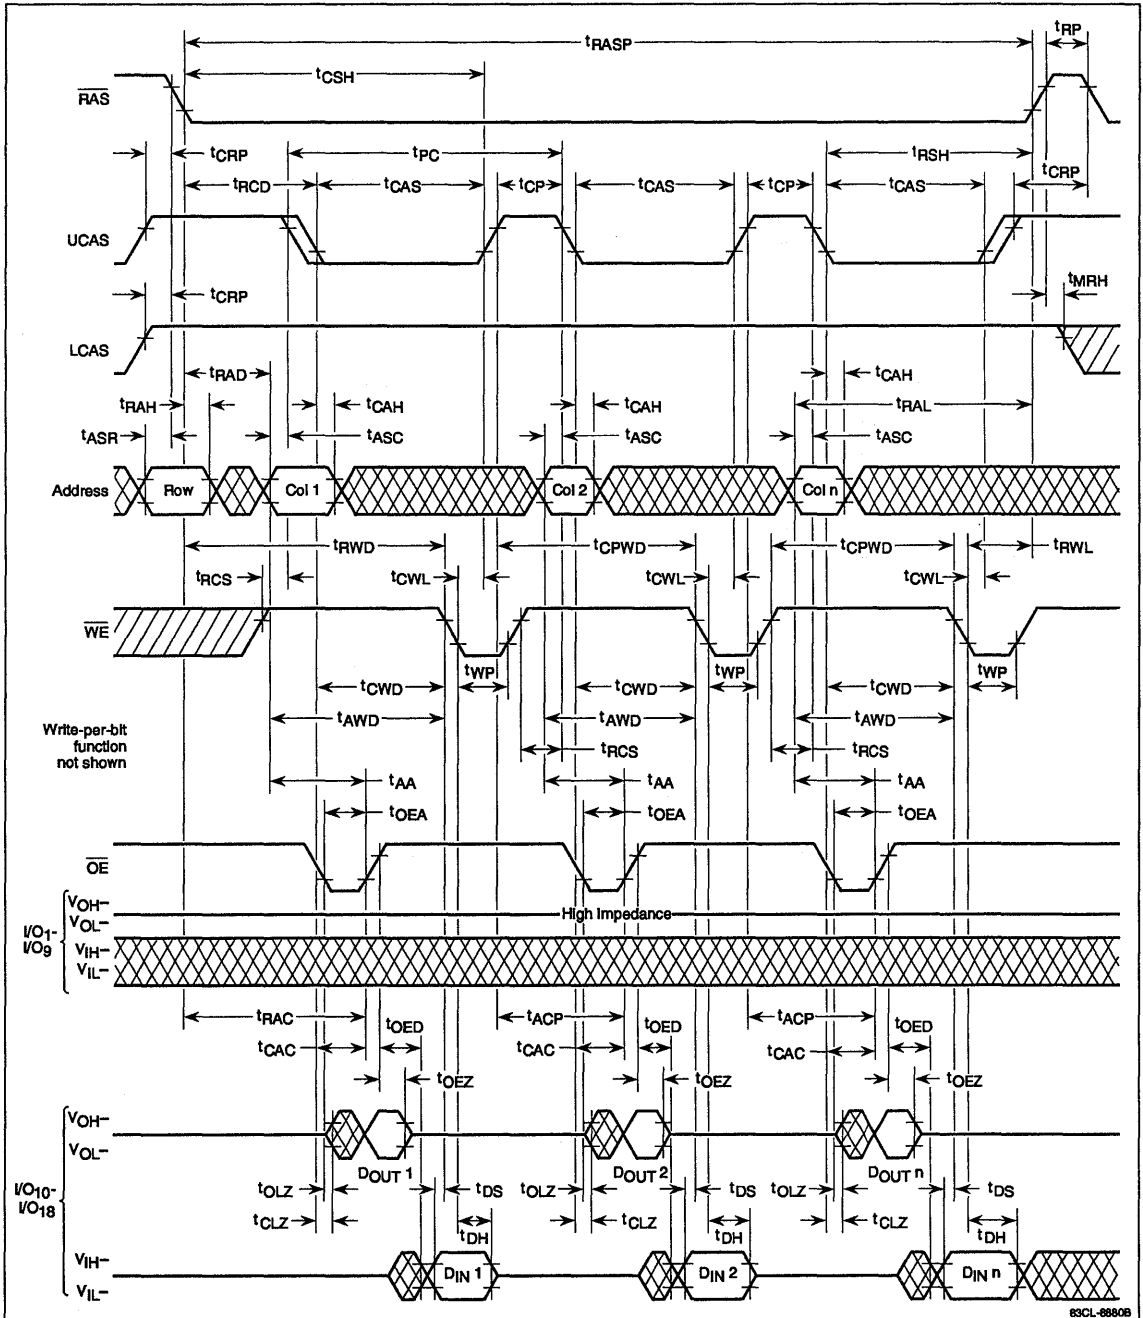 tRASP
tRP
tCSH
RAS
tCRP
tPC
tRSH
tRCD
tCAS
tCP
tCAS
tCP
tCAS
tCRP
UCAS
tCRP
tMRH
LCAS
tRAD
tCAH
tRAH
tCAH
tCAH
tRAL
tASR
tASC
tASC
tASC
Address
Row
Col 1
Col 2
Col n
tRWD
tCPWD
tCPWD
tRWL
tRCS
tCWL
tCWL
tCWL
WE
tWP
tWP
tWP
tCWD
tCWD
tCWD
tAWD
tAWD
tAWD
Write-per-bit
function
not shown
tRCS
tRCS
tAA
tAA
tAA
tOEA
tOEA
tOEA
OE
I/O1-
I/O9
VOH-
VOL-
High Impedance
VIH-
VIL-
tRAC
tOED
tACP
tOED
tACP
tOED
tCAC
tCAC
tCAC
tOEZ
tOEZ
tOEZ
VOH-
VOL-
DOUT 1
DOUT 2
DOUT n
I/O10-
I/O18
tOLZ
tDS
tOLZ
tDS
tOLZ
tDS
tCLZ
tDH
tCLZ
tDH
tCLZ
tDH
VIH-
VIL-
DIN 1
DIN 2
DIN n
83CL-8880B